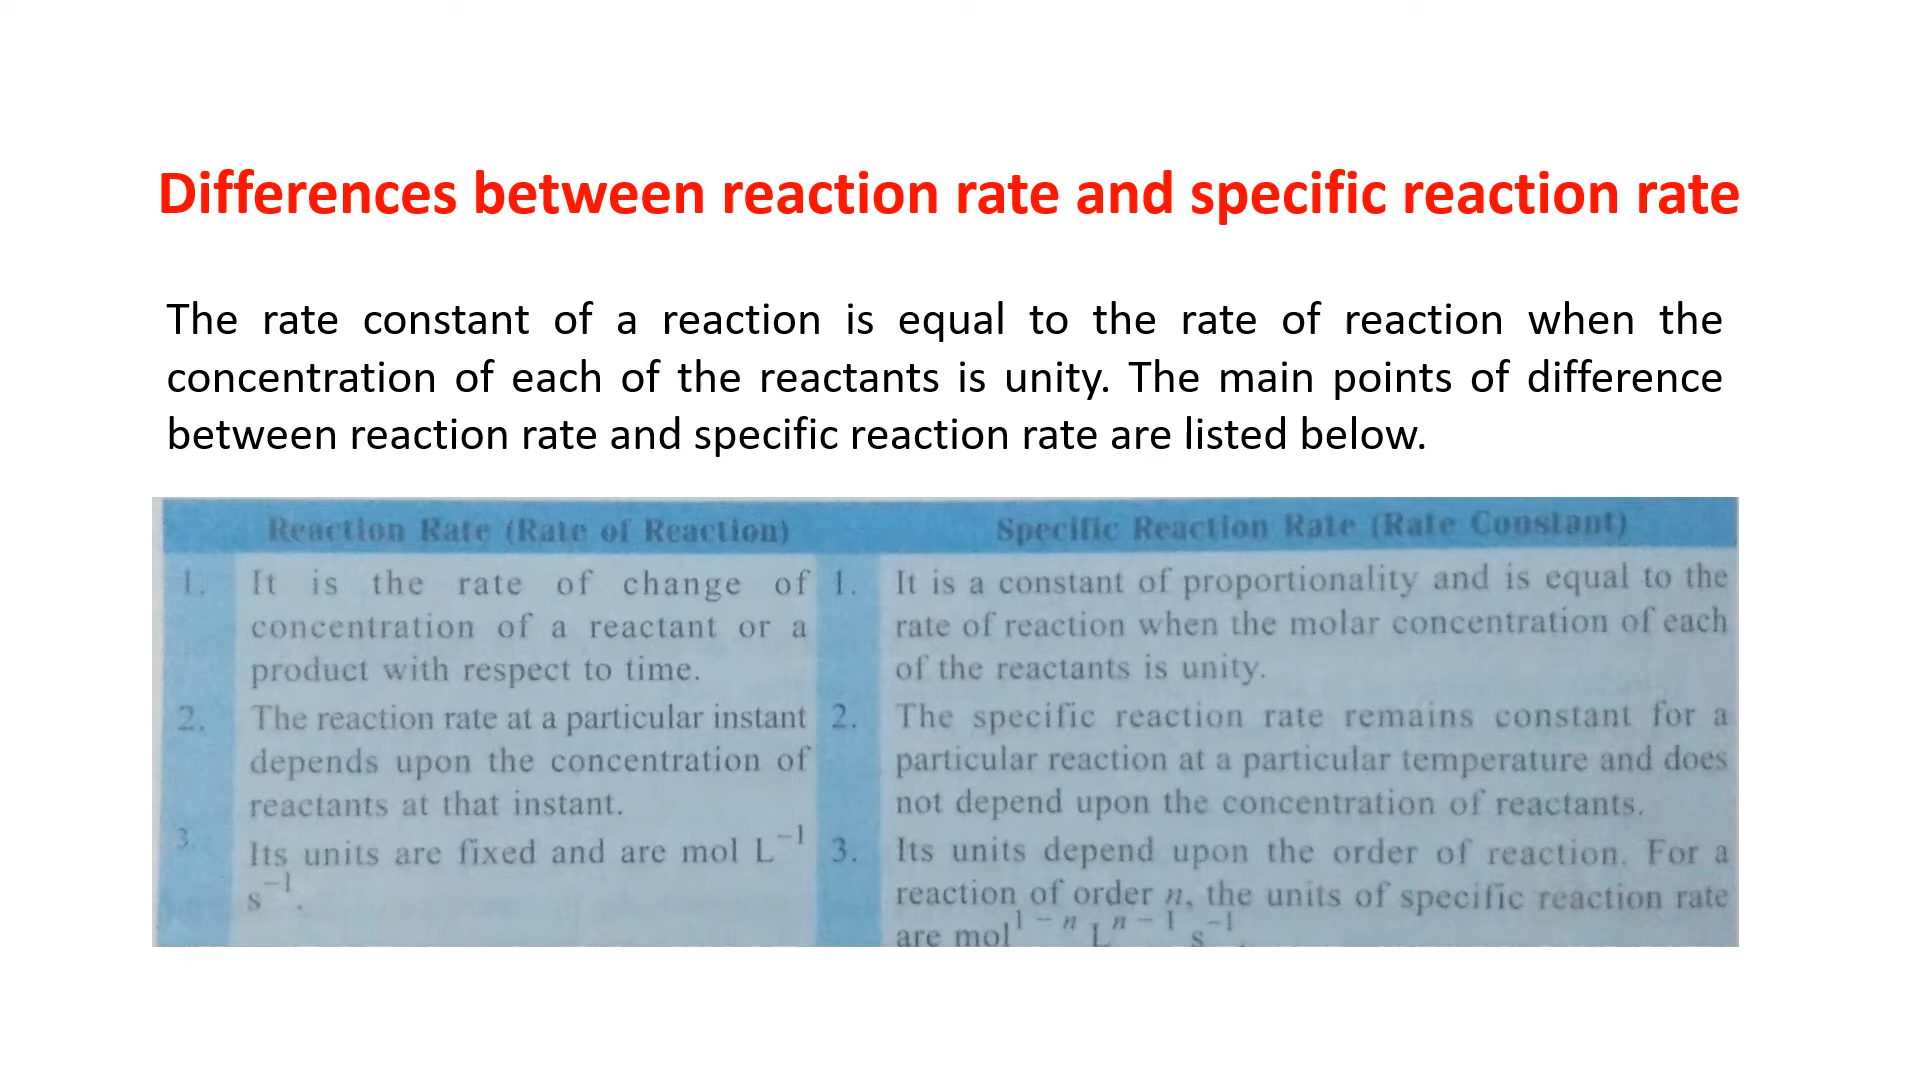 Differences between reaction rate and specific reaction rate
The rate constant of a reaction is equal to the rate of reaction when the
concentration of each of the reactants is unity. The main points of difference
between reaction rate and specific reaction rate are listed below.
Reaction Rate (Rate of Reaction)
1. It is the rate of change of
concentration of a reactant or a
product with respect to time.
2. The reaction rate at a particular instant
depends upon the concentration of
reactants at that instant.
3. Its units are fixed and are mol L⁻¹
s⁻¹.
Specific Reaction Rate (Rate Constant)
1. It is a constant of proportionality and is equal to the
rate of reaction when the molar concentration of each
of the reactants is unity.
2. The specific reaction rate remains constant for a
particular reaction at a particular temperature and does
not depend upon the concentration of reactants.
3. Its units depend upon the order of reaction. For a
reaction of order n, the units of specific reaction rate
are mol¹⁻ⁿ Lⁿ⁻¹ s⁻¹.